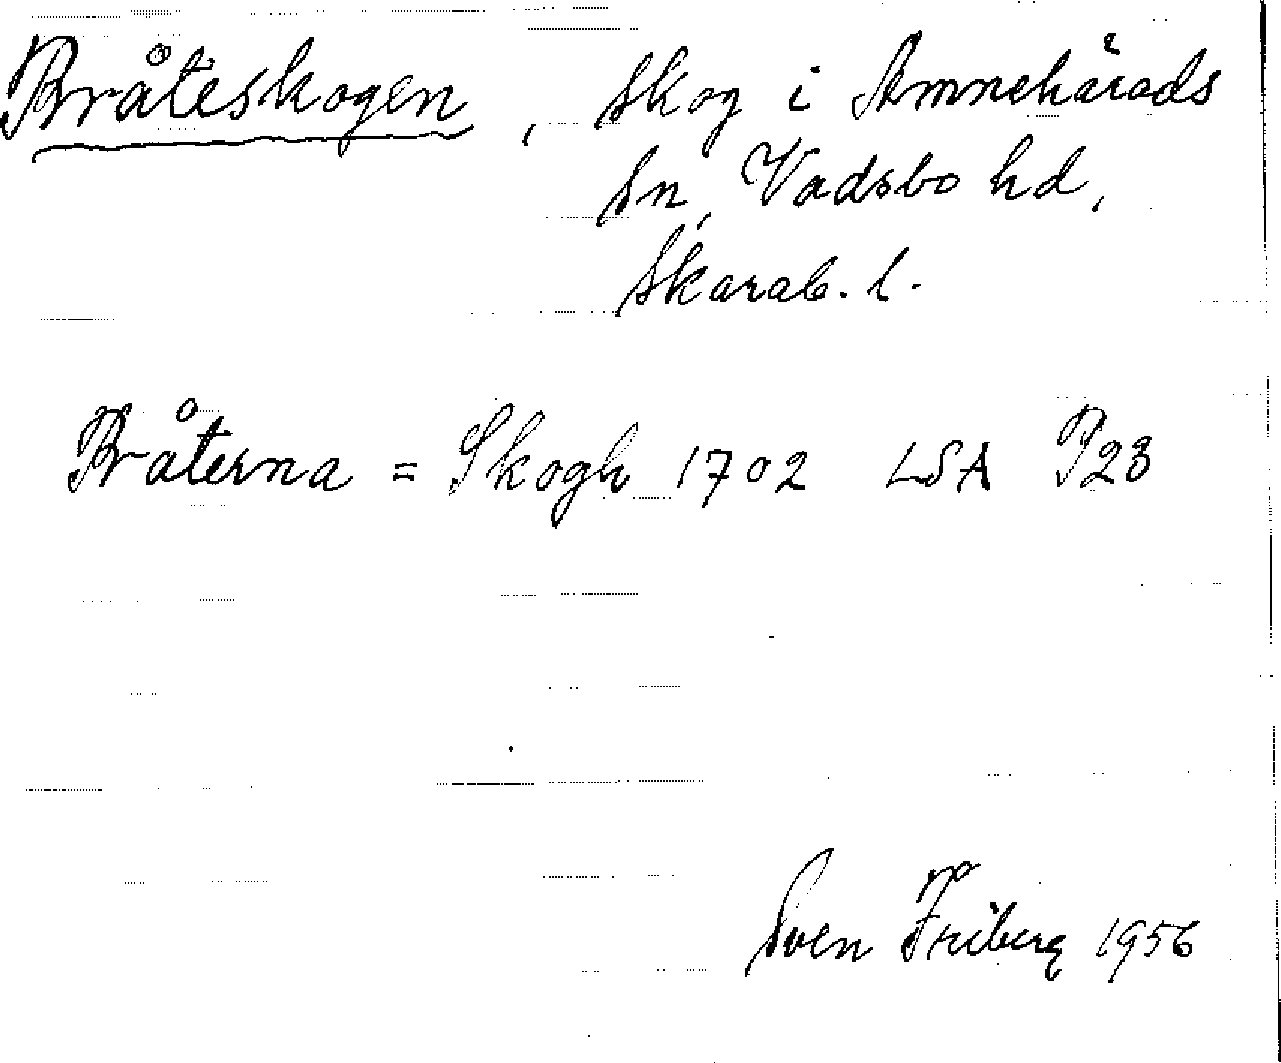 Bråteskogen, skog i Amnehärads
sn, Vadsbo hd,
Skarab. l.
Bråterna = Skogh 1702 LSA P23
Sven Friberg 1956